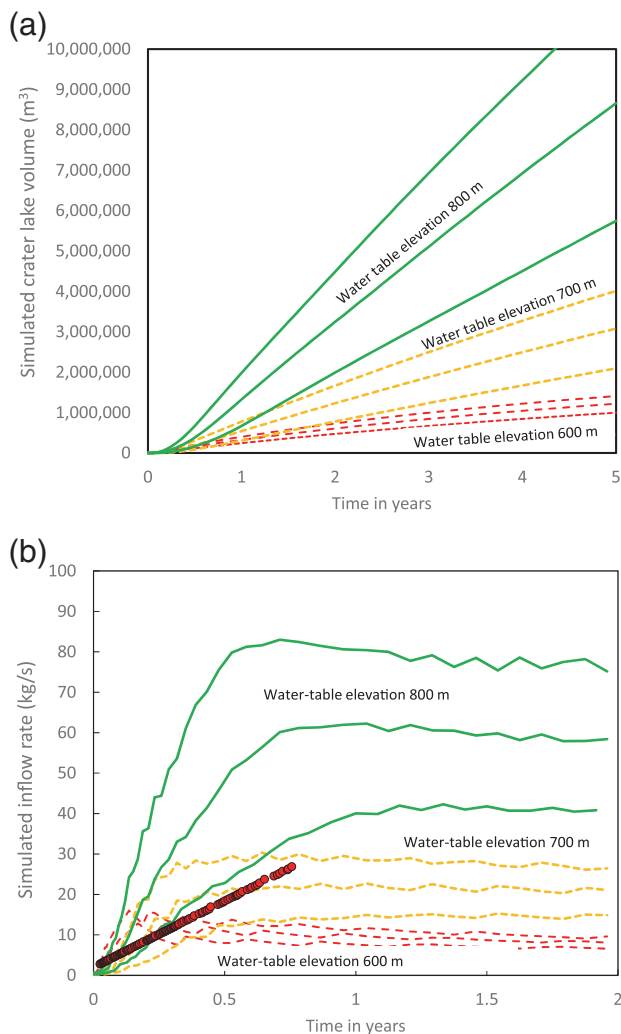 (a)
Simulated crater lake volume (m³)
10,000,000
9,000,000
8,000,000
7,000,000
6,000,000
5,000,000
4,000,000
3,000,000
2,000,000
1,000,000
0
Water table elevation 800 m
Water table elevation 700 m
Water table elevation 600 m
0 1 2 3 4 5
Time in years
(b)
Simulated inflow rate (kg/s)
100
90
80
70
60
50
40
30
20
10
0
Water-table elevation 800 m
Water-table elevation 700 m
Water-table elevation 600 m
0 0.5 1 1.5 2
Time in years